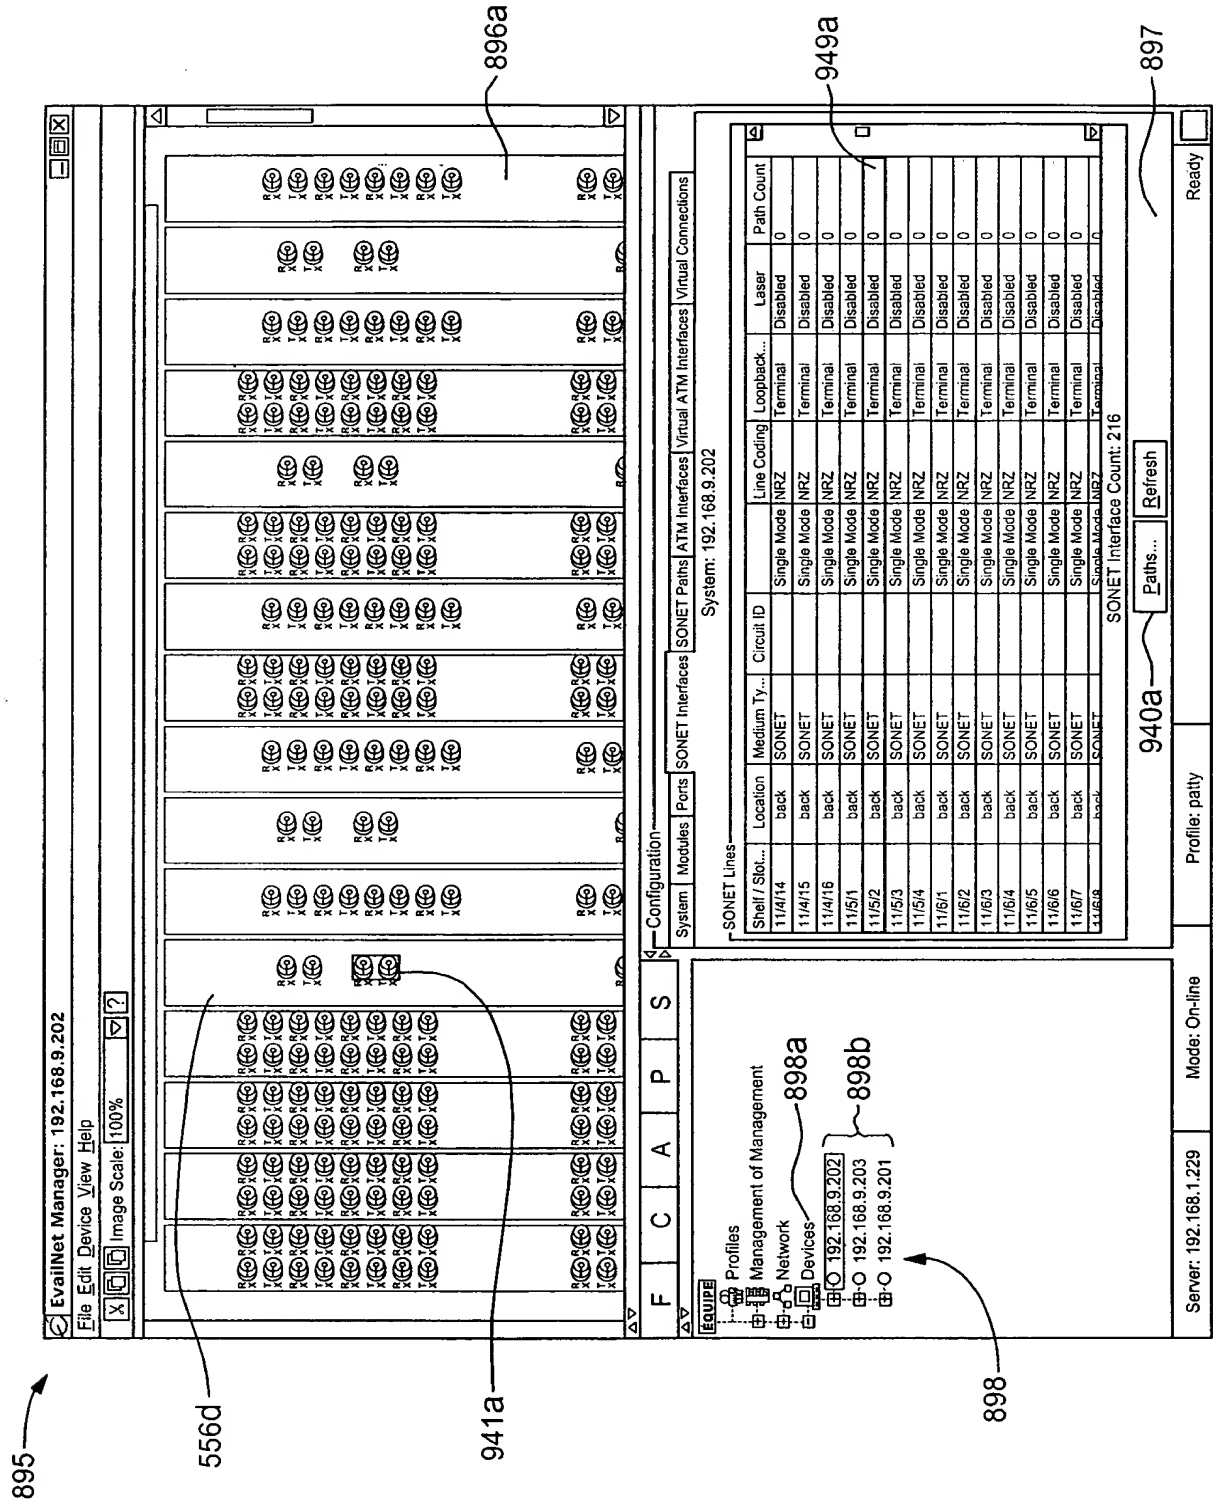 895
EvailNet Manager: 192.168.9.202
File Edit Device View Help
Image Scale: 100% ?
556d
941a
896a
F C A P S
EQUIPE
Profiles
Management of Management
Network
Devices
192.168.9.202
192.168.9.203
192.168.9.201
898a
898b
898
Configuration
System Modules Ports SONET Interfaces SONET Paths ATM Interfaces Virtual ATM Interfaces Virtual Connections
System: 192.168.9.202
SONET Lines
Shelf / Slot... Location Medium Ty... Circuit ID Line Coding Loopback... Laser Path Count
11/4/14 back SONET Single Mode NRZ Terminal Disabled 0
11/4/15 back SONET Single Mode NRZ Terminal Disabled 0
11/4/16 back SONET Single Mode NRZ Terminal Disabled 0
11/5/1 back SONET Single Mode NRZ Terminal Disabled 0
11/5/2 back SONET Single Mode NRZ Terminal Disabled 0
11/5/3 back SONET Single Mode NRZ Terminal Disabled 0
11/5/4 back SONET Single Mode NRZ Terminal Disabled 0
11/6/1 back SONET Single Mode NRZ Terminal Disabled 0
11/6/2 back SONET Single Mode NRZ Terminal Disabled 0
11/6/3 back SONET Single Mode NRZ Terminal Disabled 0
11/6/4 back SONET Single Mode NRZ Terminal Disabled 0
11/6/5 back SONET Single Mode NRZ Terminal Disabled 0
11/6/6 back SONET Single Mode NRZ Terminal Disabled 0
11/6/7 back SONET Single Mode NRZ Terminal Disabled 0
11/6/8 back SONET Single Mode NRZ Terminal Disabled 0
949a
SONET Interface Count: 216
940a
Paths... Refresh
897
Server: 192.168.1.229 Mode: On-line Profile: patty Ready